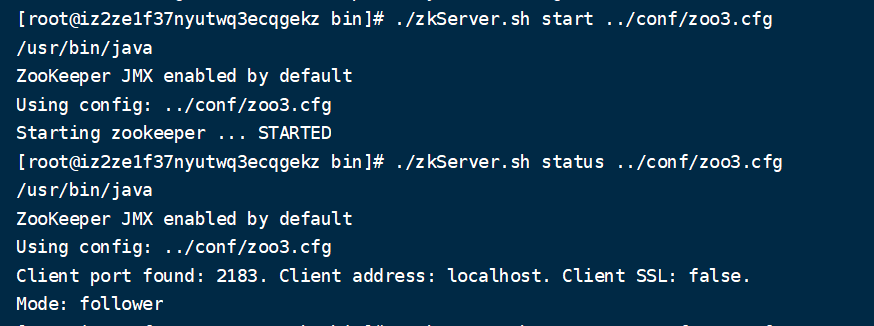 [root@iz2ze1f37nyutwq3ecqgekz bin]# ./zkServer.sh start ../conf/zoo3.cfg
/usr/bin/java
ZooKeeper JMX enabled by default
Using config: ../conf/zoo3.cfg
Starting zookeeper ... STARTED
[root@iz2ze1f37nyutwq3ecqgekz bin]# ./zkServer.sh status ../conf/zoo3.cfg
/usr/bin/java
ZooKeeper JMX enabled by default
Using config: ../conf/zoo3.cfg
Client port found: 2183. Client address: localhost. Client SSL: false.
Mode: follower